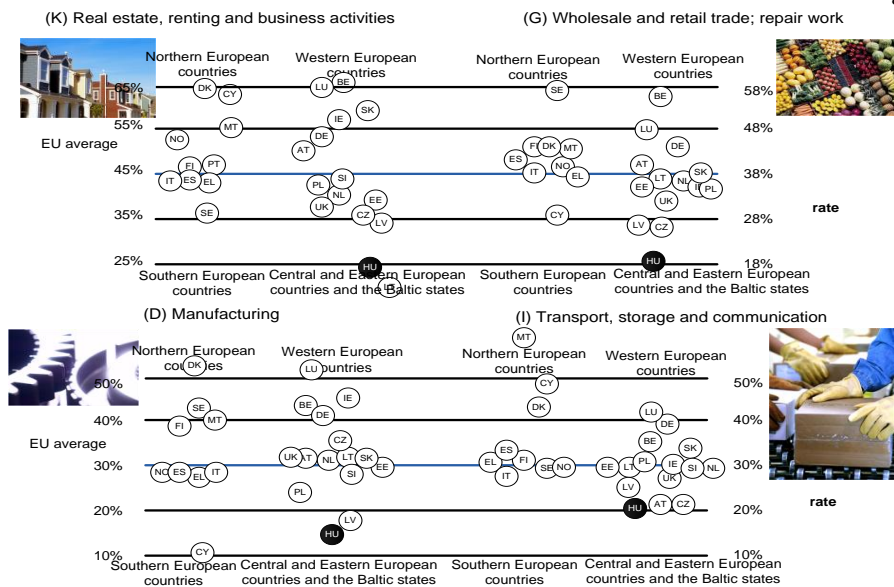 (K) Real estate, renting and business activities
(G) Wholesale and retail trade; repair work
Northern European
countries
Western European
countries
Northern European
countries
Western European
countries
65%
DK
CY
LU
BE
SE
BE
58%
55%
MT
IE
SK
LU
48%
EU average
NO
AT
DE
FI
DK
MT
DE
45%
FI
PT
SI
IT
NO
EL
SE
AT
SK
38%
IT
ES
EL
PL
NL
EE
LT
NL
PL
UK
CZ
LV
UK
35%
CY
LV
CZ
28%
rate
25%
HU
HU
18%
Southern European
countries
Central and Eastern European
countries and the Baltic states
Southern European
countries
Central and Eastern European
countries and the Baltic states
(D) Manufacturing
(I) Transport, storage and communication
MT
Northern European
countries
Western European
countries
Northern European
countries
Western European
countries
50%
DK
LU
CY
50%
SE
MT
FI
BE
DE
IE
DK
LU
DE
40%
40%
EU average
CZ
ES
BE
SK
30%
NO
ES
EL
IT
UK
NL
LT
SK
EE
SI
EL
FI
IT
SE
NO
EE
LT
PL
IE
UK
SI
NL
30%
PL
LV
LV
rate
20%
HU
HU
AT
CZ
20%
10%
CY
10%
Southern European
countries
Central and Eastern European
countries and the Baltic states
Southern European
countries
Central and Eastern European
countries and the Baltic states